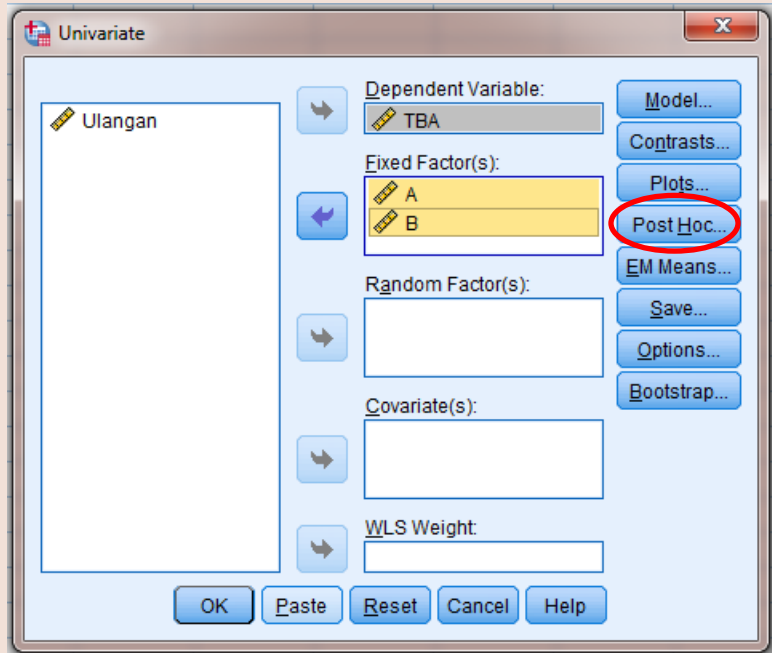 Univariate
Ulangan
Dependent Variable:
TBA
Fixed Factor(s):
A
B
Random Factor(s):
Covariate(s):
WLS Weight:
Model...
Contrasts...
Plots...
Post Hoc...
EM Means...
Save...
Options...
Bootstrap...
OK
Paste
Reset
Cancel
Help